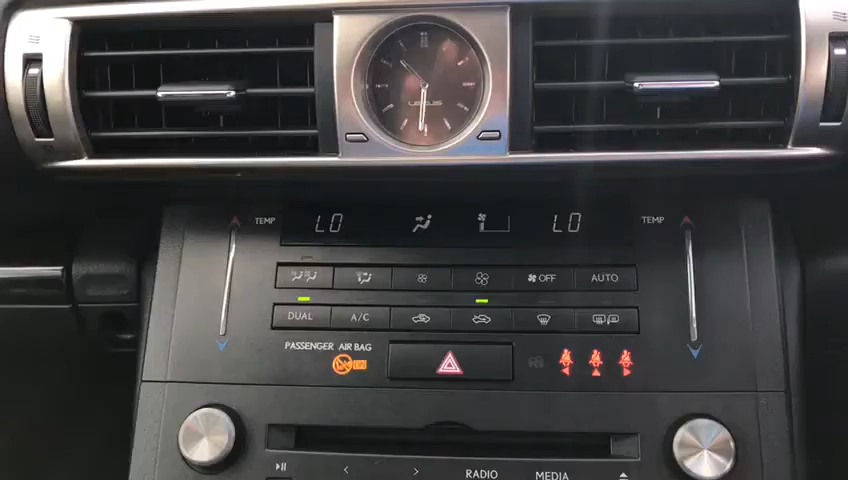 LEXUS
TEMP LO LO TEMP
OFF AUTO
DUAL A/C
PASSENGER AIR BAG
RADIO MEDIA